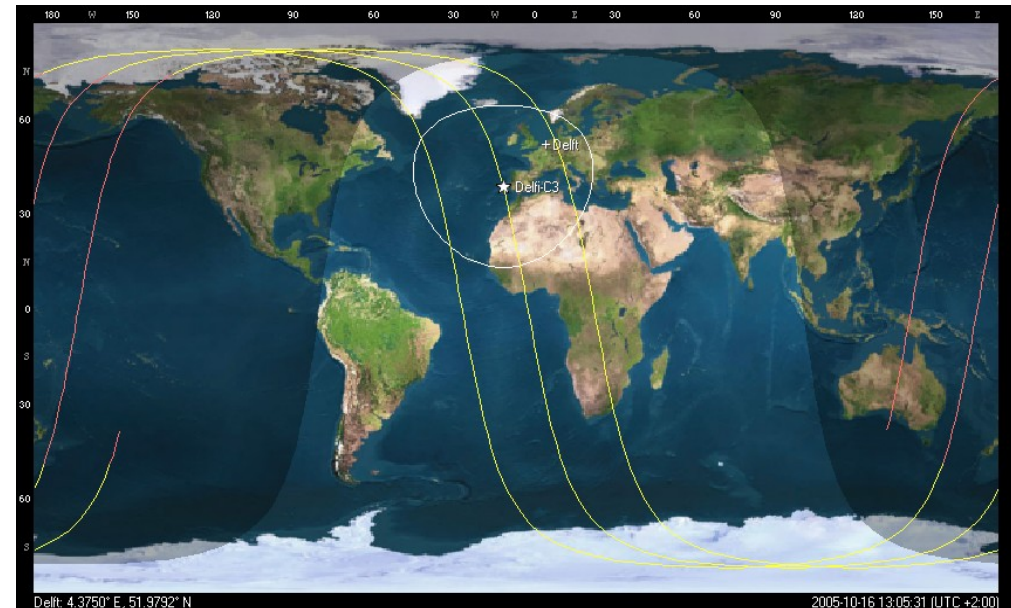 180 W 150 120 90 60 30 W 0 E 30 60 90 120 150 E
N
60
30
N
0
S
30
60
S
+Delft
Delfi-C3
Delft: 4.3750° E, 51.9792° N
2005-10-16 13:05:31 (UTC +2:00)